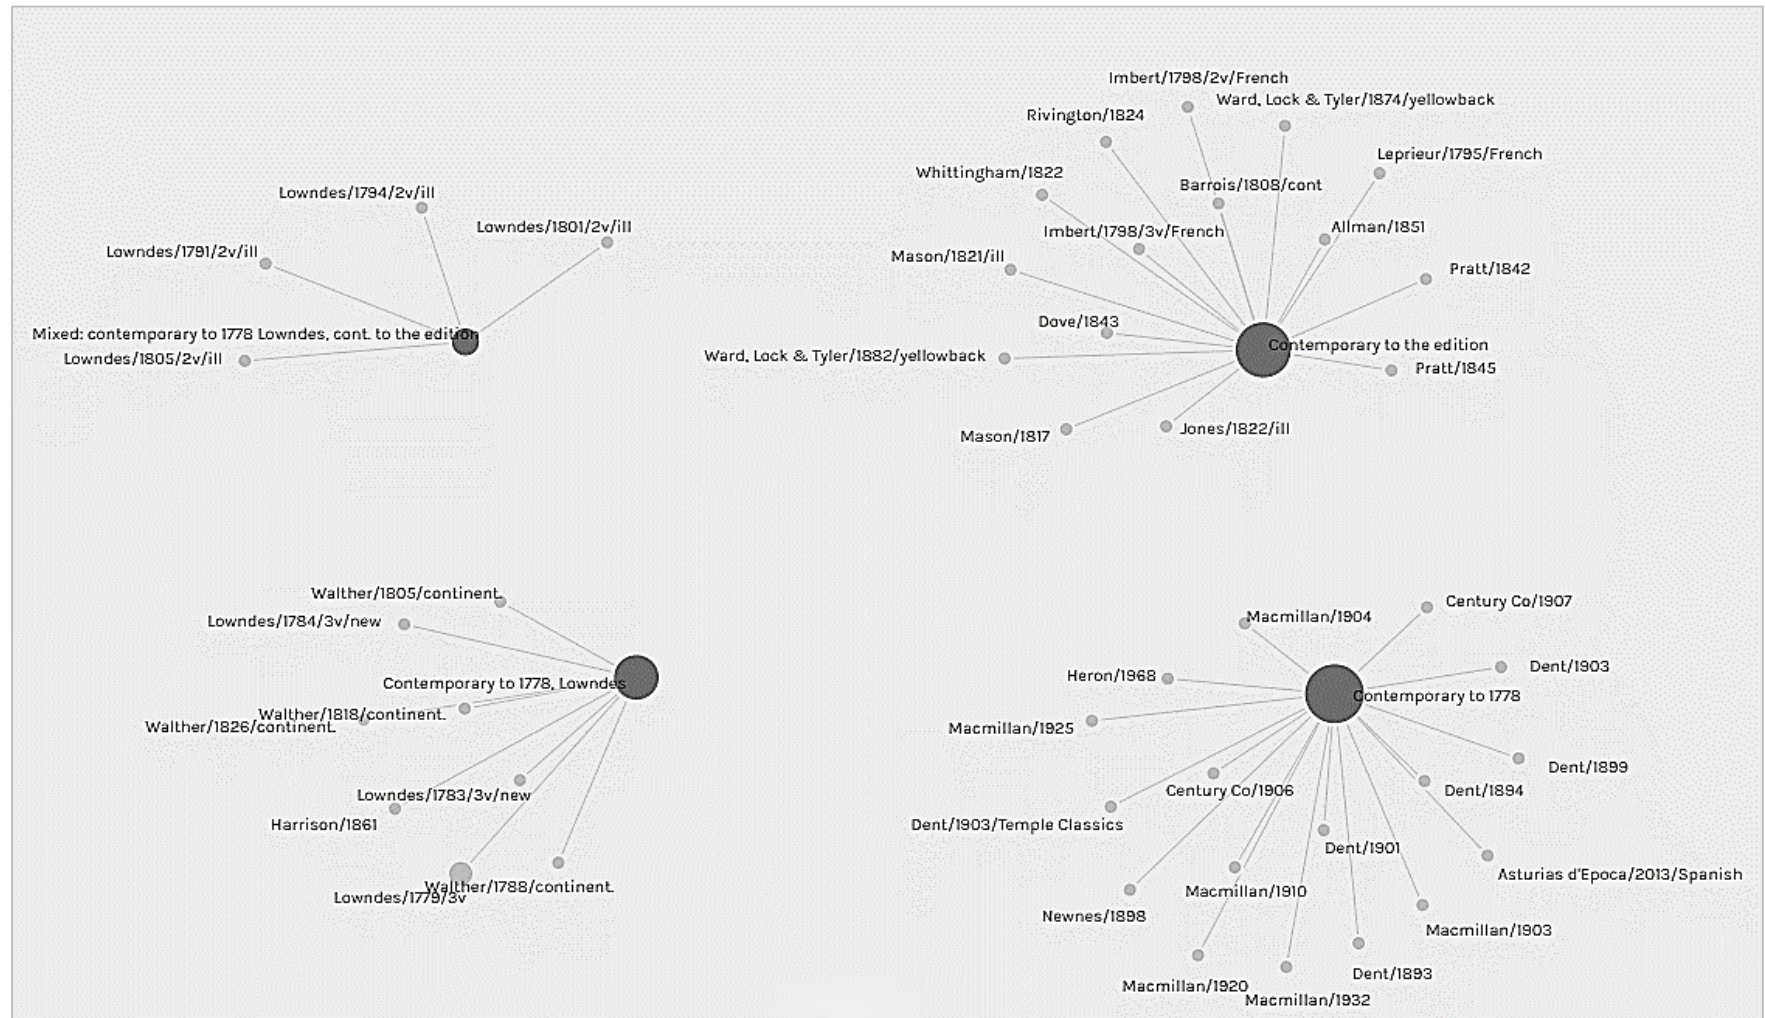 Lowndes/1794/2v/ill
Lowndes/1801/2v/ill
Lowndes/1791/2v/ill
Mixed: contemporary to 1778 Lowndes, cont. to the edition
Lowndes/1805/2v/ill
Imbert/1798/2v/French
Ward, Lock & Tyler/1874/yellowback
Rivington/1824
Leprieur/1795/French
Whittingham/1822
Barrois/1808/cont
Imbert/1798/3v/French
Allman/1851
Mason/1821/ill
Pratt/1842
Dove/1843
Contemporary to the edition
Ward, Lock & Tyler/1882/yellowback
Pratt/1845
Mason/1817
Jones/1822/ill
Walther/1805/continent.
Lowndes/1784/3v/new
Contemporary to 1778, Lowndes
Walther/1818/continent.
Walther/1826/continent.
Lowndes/1783/3v/new
Harrison/1861
Walther/1788/continent.
Lowndes/1779/3v
Century Co/1907
Macmillan/1904
Dent/1903
Heron/1968
Contemporary to 1778
Macmillan/1925
Dent/1899
Century Co/1906
Dent/1894
Dent/1903/Temple Classics
Dent/1901
Asturias d'Epoca/2013/Spanish
Macmillan/1910
Newnes/1898
Macmillan/1903
Dent/1893
Macmillan/1920
Macmillan/1932